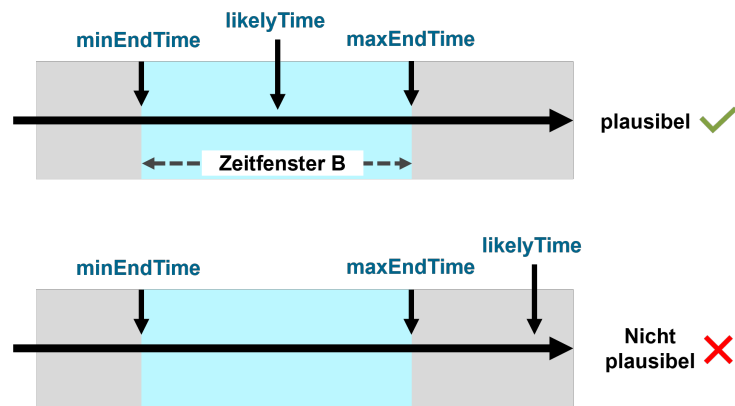 likelyTime
minEndTime
maxEndTime
plausibel
Zeitfenster B
likelyTime
minEndTime
maxEndTime
Nicht
plausibel